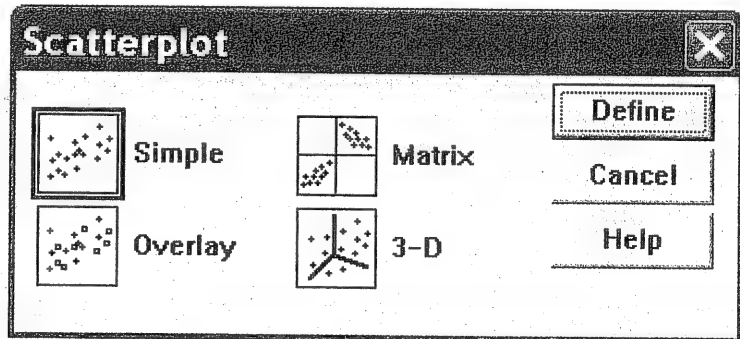 Scatterplot
Simple
Matrix
Define
Cancel
Overlay
3-D
Help